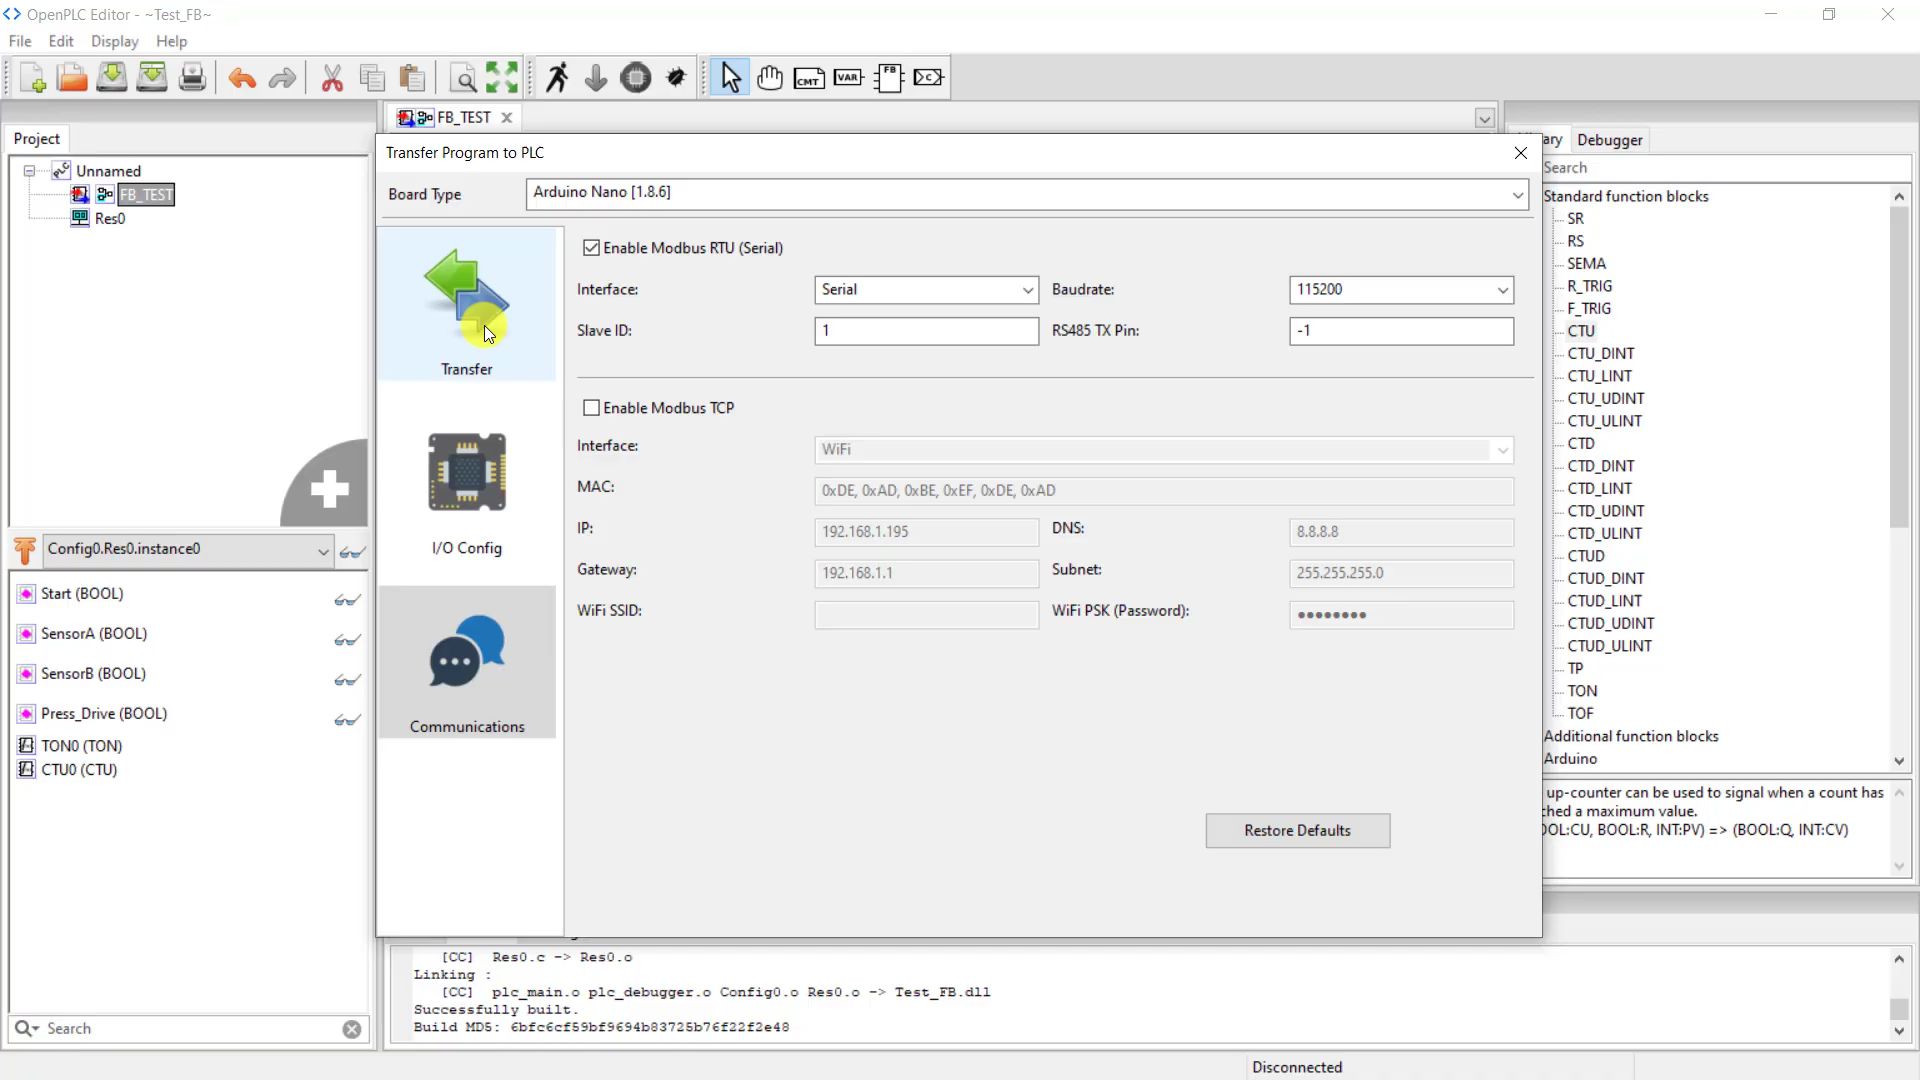 OpenPLC Editor - ~Test_FB~
File Edit Display Help
CMT VAR FB C
Project
FB_TEST
Library Debugger
Unnamed
FB_TEST
Res0
Transfer Program to PLC
Board Type Arduino Nano [1.8.6]
Transfer
I/O Config
Communications
Enable Modbus RTU (Serial)
Interface: Serial Baudrate: 115200
Slave ID: 1 RS485 TX Pin: -1
Enable Modbus TCP
Interface: WiFi
MAC: 0xDE, 0xAD, 0xBE, 0xEF, 0xDE, 0xAD
IP: 192.168.1.195 DNS: 8.8.8.8
Gateway: 192.168.1.1 Subnet: 255.255.255.0
WiFi SSID: WiFi PSK (Password): ●●●●●●●●
Restore Defaults
Search
Standard function blocks
SR
RS
SEMA
R_TRIG
F_TRIG
CTU
CTU_DINT
CTU_LINT
CTU_UDINT
CTU_ULINT
CTD
CTD_DINT
CTD_LINT
CTD_UDINT
CTD_ULINT
CTUD
CTUD_DINT
CTUD_LINT
CTUD_UDINT
CTUD_ULINT
TP
TON
TOF
Additional function blocks
Arduino
up-counter can be used to signal when a count has
ched a maximum value.
OOL:CU, BOOL:R, INT:PV) => (BOOL:Q, INT:CV)
Config0.Res0.instance0
Start (BOOL)
SensorA (BOOL)
SensorB (BOOL)
Press_Drive (BOOL)
TON0 (TON)
CTU0 (CTU)
Search
[CC] Res0.c -> Res0.o
Linking :
[CC] plc_main.o plc_debugger.o Config0.o Res0.o -> Test_FB.dll
Successfully built.
Build MD5: 6bfc6cf59bf9694b83725b76f22f2e48
Disconnected